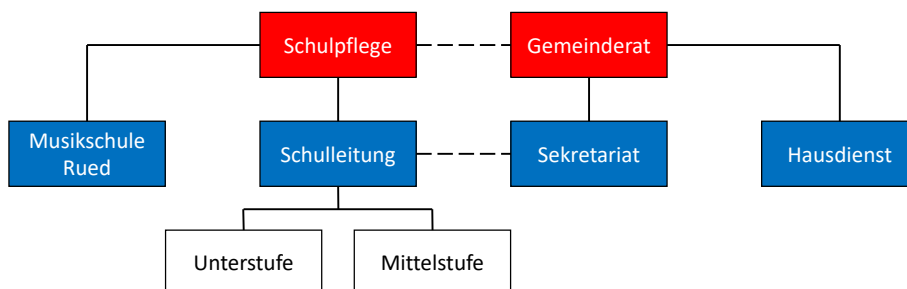 Schulpflege
Gemeinderat
Musikschule
Rued
Schulleitung
Sekretariat
Hausdienst
Unterstufe
Mittelstufe